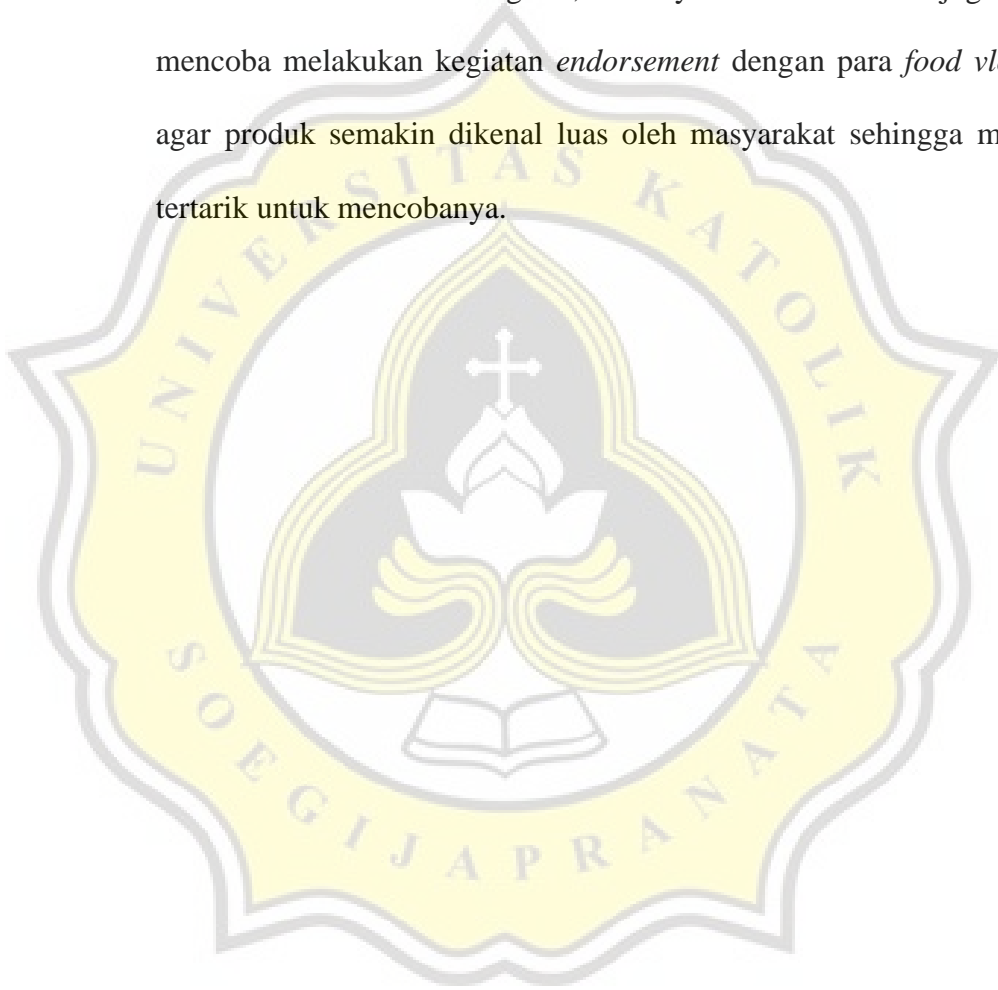 mencoba melakukan kegiatan endorsement dengan para food
agar produk semakin dikenal luas oleh masyarakat sehingga
tertarik untuk mencobanya.
UNIVERSITAS KATOLIK
SOEGIJAPRANATA